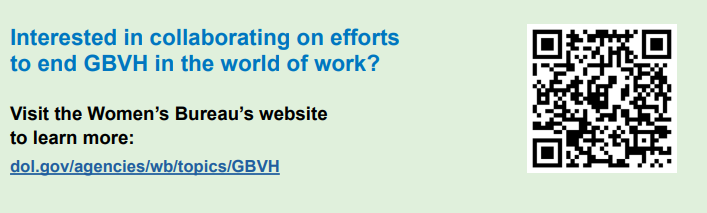 Interested in collaborating on efforts
to end GBVH in the world of work?
Visit the Women’s Bureau’s website
to learn more:
dol.gov/agencies/wb/topics/GBVH